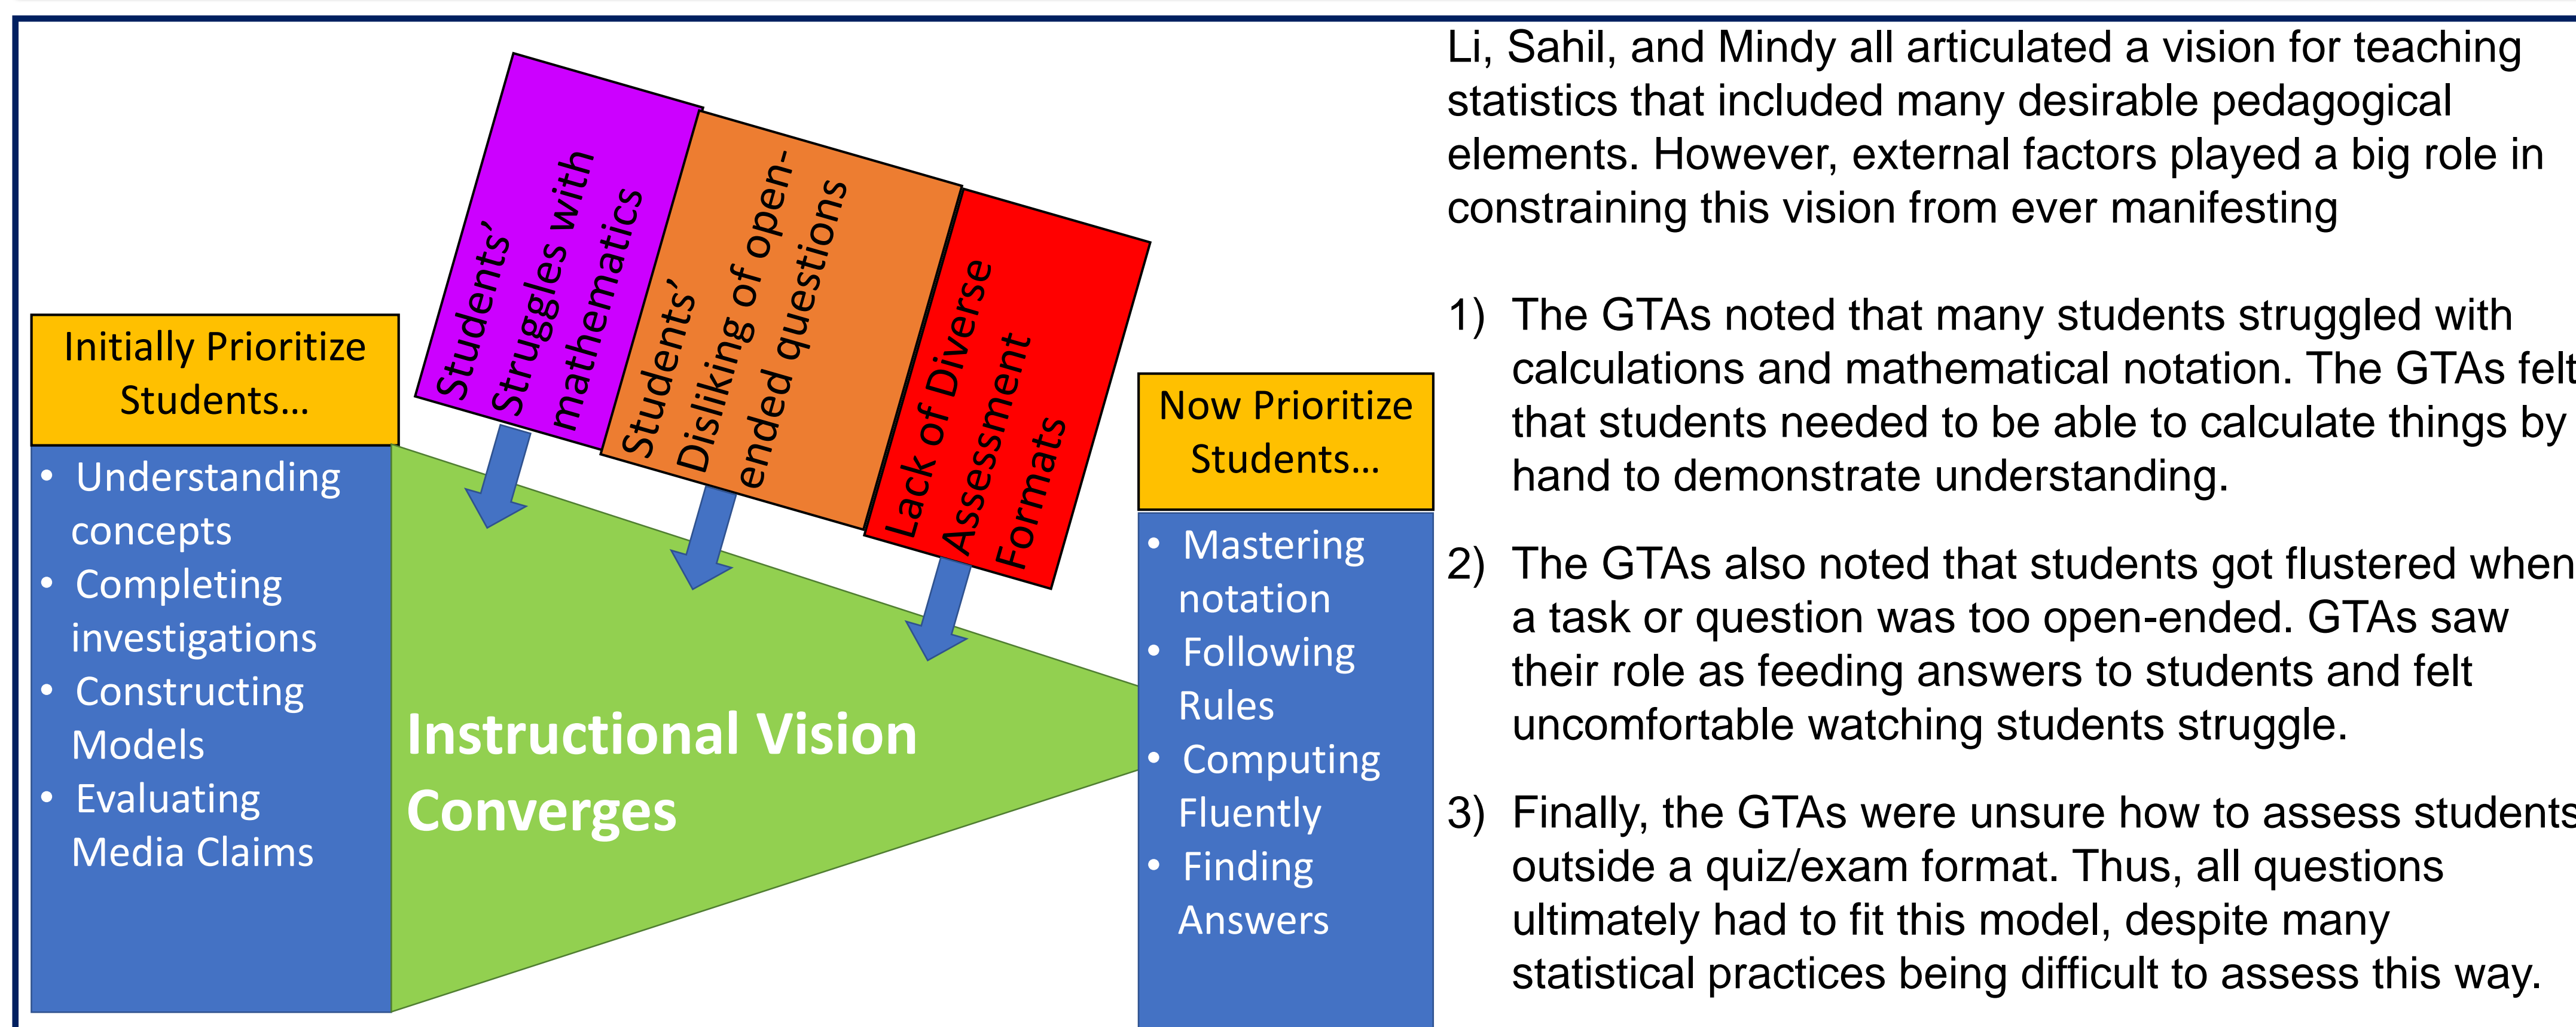 Students'
Struggles with
mathematics
Students'
Disliking of open-
ended questions
Lack of Diverse
Assessment
Formats
Initially Prioritize
Students…
• Understanding
concepts
• Completing
investigations
• Constructing
Models
• Evaluating
Media Claims
Instructional Vision
Converges
Now Prioritize
Students…
• Mastering
notation
• Following
Rules
• Computing
Fluently
• Finding
Answers
Li, Sahil, and Mindy all articulated a vision for teaching
statistics that included many desirable pedagogical
elements. However, external factors played a big role in
constraining this vision from ever manifesting
1) The GTAs noted that many students struggled with
calculations and mathematical notation. The GTAs felt
that students needed to be able to calculate things by
hand to demonstrate understanding.
2) The GTAs also noted that students got flustered when
a task or question was too open-ended. GTAs saw
their role as feeding answers to students and felt
uncomfortable watching students struggle.
3) Finally, the GTAs were unsure how to assess students
outside a quiz/exam format. Thus, all questions
ultimately had to fit this model, despite many
statistical practices being difficult to assess this way.